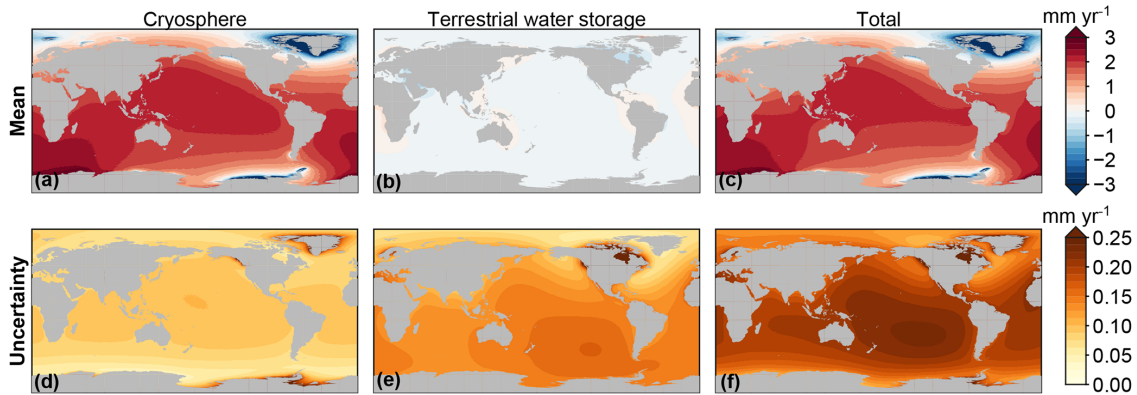 Cryosphere
Terrestrial water storage
Total
mm yr⁻¹
Mean
(a)
(b)
(c)
3
2
1
0
−1
−2
−3
mm yr⁻¹
Uncertainty
(d)
(e)
(f)
0.25
0.20
0.15
0.10
0.05
0.00